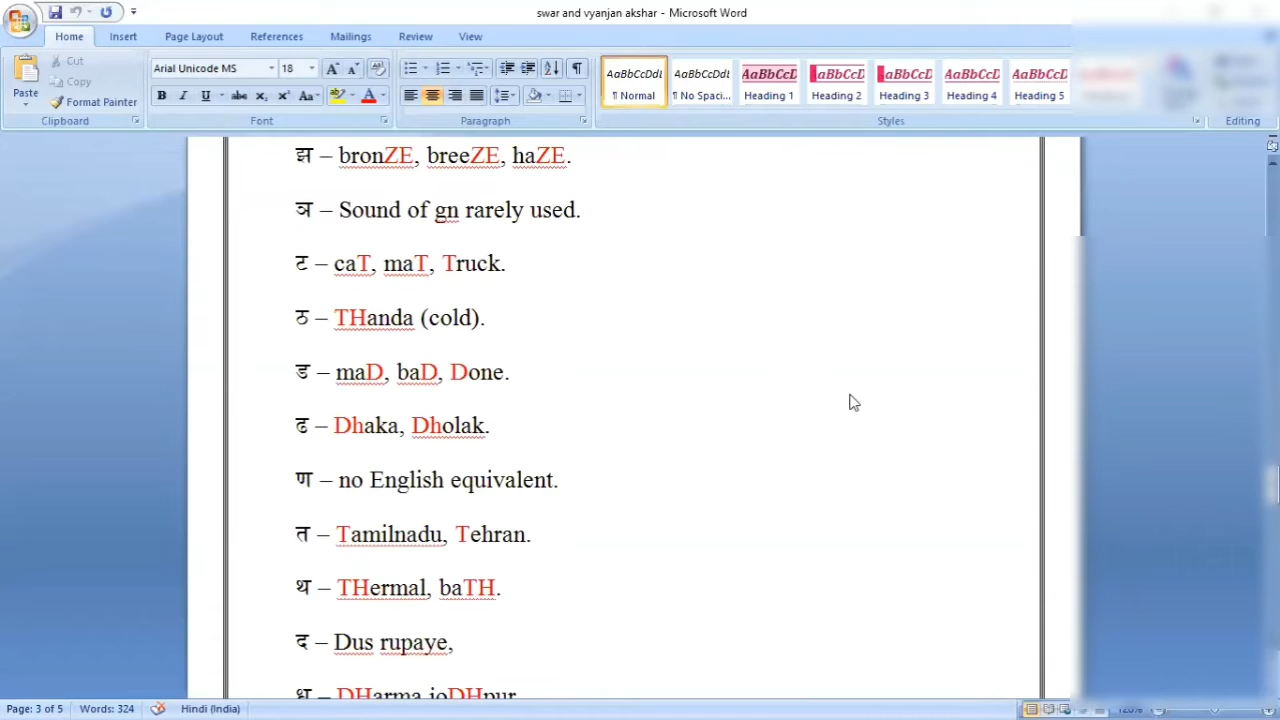 swar and vyanjan akshar - Microsoft Word
Home Insert Page Layout References Mailings Review View
Paste Cut Copy Format Painter
Arial Unicode MS 18
AaBbCcDdI AaBbCcDdI AaBbCcD AaBbCcD AaBbCcD AaBbCcD AaBbCcD
¶ Normal ¶ No Spaci... Heading 1 Heading 2 Heading 3 Heading 4 Heading 5
Clipboard Font Paragraph Styles Editing
झ – bronZE, breeZE, haZE.
ञ – Sound of gn rarely used.
ट – caT, maT, Truck.
ठ – THanda (cold).
ड – maD, baD, Done.
ढ – Dhaka, Dholak.
ण – no English equivalent.
त – Tamilnadu, Tehran.
थ – THermal, baTH.
द – Dus rupaye,
ध – DHarma joDHpur
Page: 3 of 5 Words: 324 Hindi (India) 120%